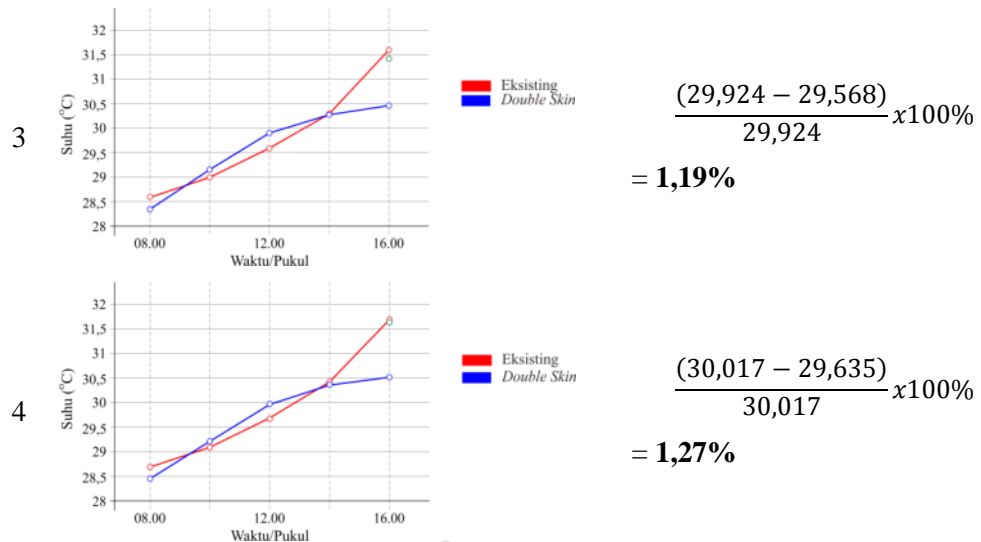 3
Suhu (°C)
32
31,5
31
30,5
30
29,5
29
28,5
28
08.00 12.00 16.00
Waktu/Pukul
Eksisting
Double Skin
(29,924 − 29,568)
29,924
x100%
= 1,19%
4
Suhu (°C)
32
31,5
31
30,5
30
29,5
29
28,5
28
08.00 12.00 16.00
Waktu/Pukul
Eksisting
Double Skin
(30,017 − 29,635)
30,017
x100%
= 1,27%